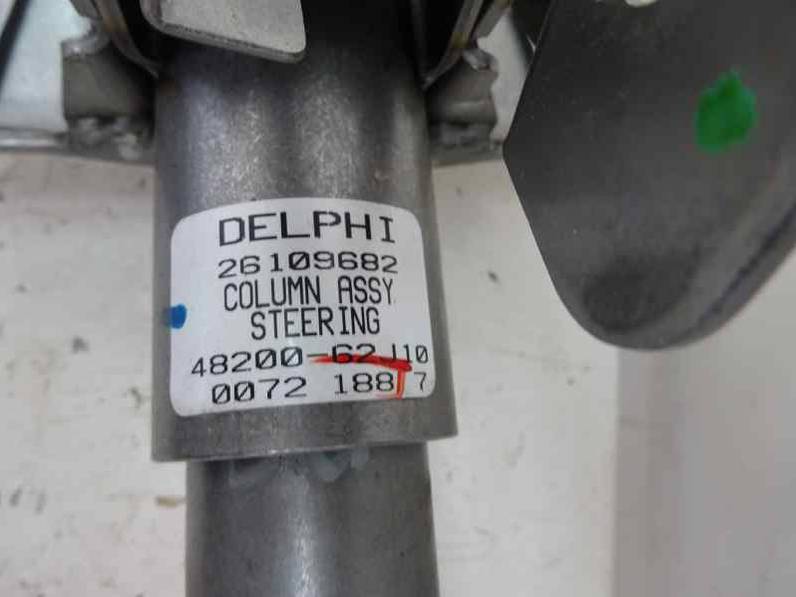 DELPHI
26109682
COLUMN ASSY
STEERING
48200-62J10
0072 188 7